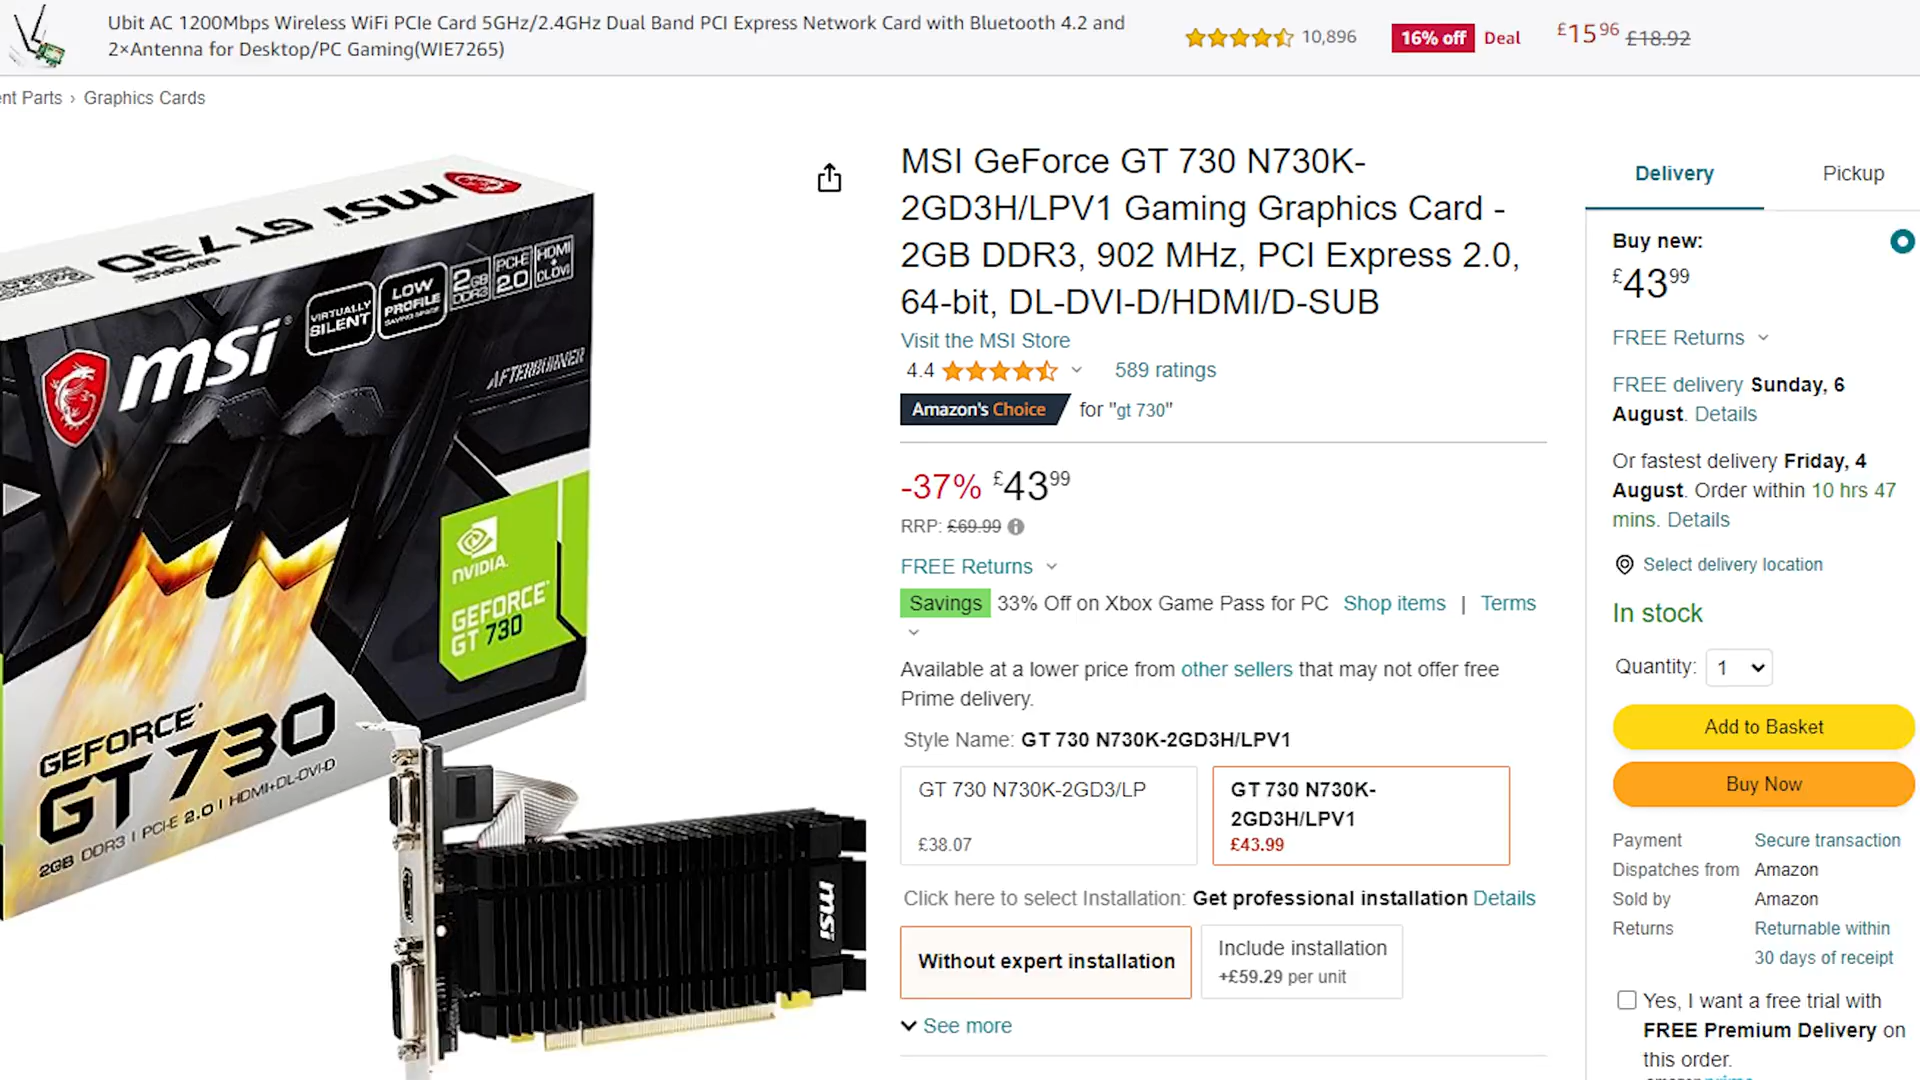 Ubit AC 1200Mbps Wireless WiFi PCIe Card 5GHz/2.4GHz Dual Band PCI Express Network Card with Bluetooth 4.2 and
2×Antenna for Desktop/PC Gaming(WIE7265)
10,896
16% off Deal
£15.96 £18.92
nt Parts › Graphics Cards
msi
GEFORCE
GT 730
msi
VIRTUALLY
SILENT
LOW
PROFILE
SAVING SPACE
2GB
DDR3
PCI-E
2.0
HDMI
+
DL-DVI
AFTERBURNER
NVIDIA.
GEFORCE
GT 730
GEFORCE
GT 730
2GB DDR3 | PCI-E 2.0 | HDMI+DL-DVI-D
msi
MSI GeForce GT 730 N730K-
2GD3H/LPV1 Gaming Graphics Card -
2GB DDR3, 902 MHz, PCI Express 2.0,
64-bit, DL-DVI-D/HDMI/D-SUB
Visit the MSI Store
4.4 589 ratings
Amazon's Choice for "gt 730"
-37% £43.99
RRP: £69.99
FREE Returns
Savings 33% Off on Xbox Game Pass for PC Shop items | Terms
Available at a lower price from other sellers that may not offer free
Prime delivery.
Style Name: GT 730 N730K-2GD3H/LPV1
GT 730 N730K-2GD3/LP
£38.07
GT 730 N730K-
2GD3H/LPV1
£43.99
Click here to select Installation: Get professional installation Details
Without expert installation
Include installation
+£59.29 per unit
See more
Delivery
Pickup
Buy new:
£43.99
FREE Returns
FREE delivery Sunday, 6
August. Details
Or fastest delivery Friday, 4
August. Order within 10 hrs 47
mins. Details
Select delivery location
In stock
Quantity: 1
Add to Basket
Buy Now
Payment Secure transaction
Dispatches from Amazon
Sold by Amazon
Returns Returnable within
30 days of receipt
Yes, I want a free trial with
FREE Premium Delivery on
this order.